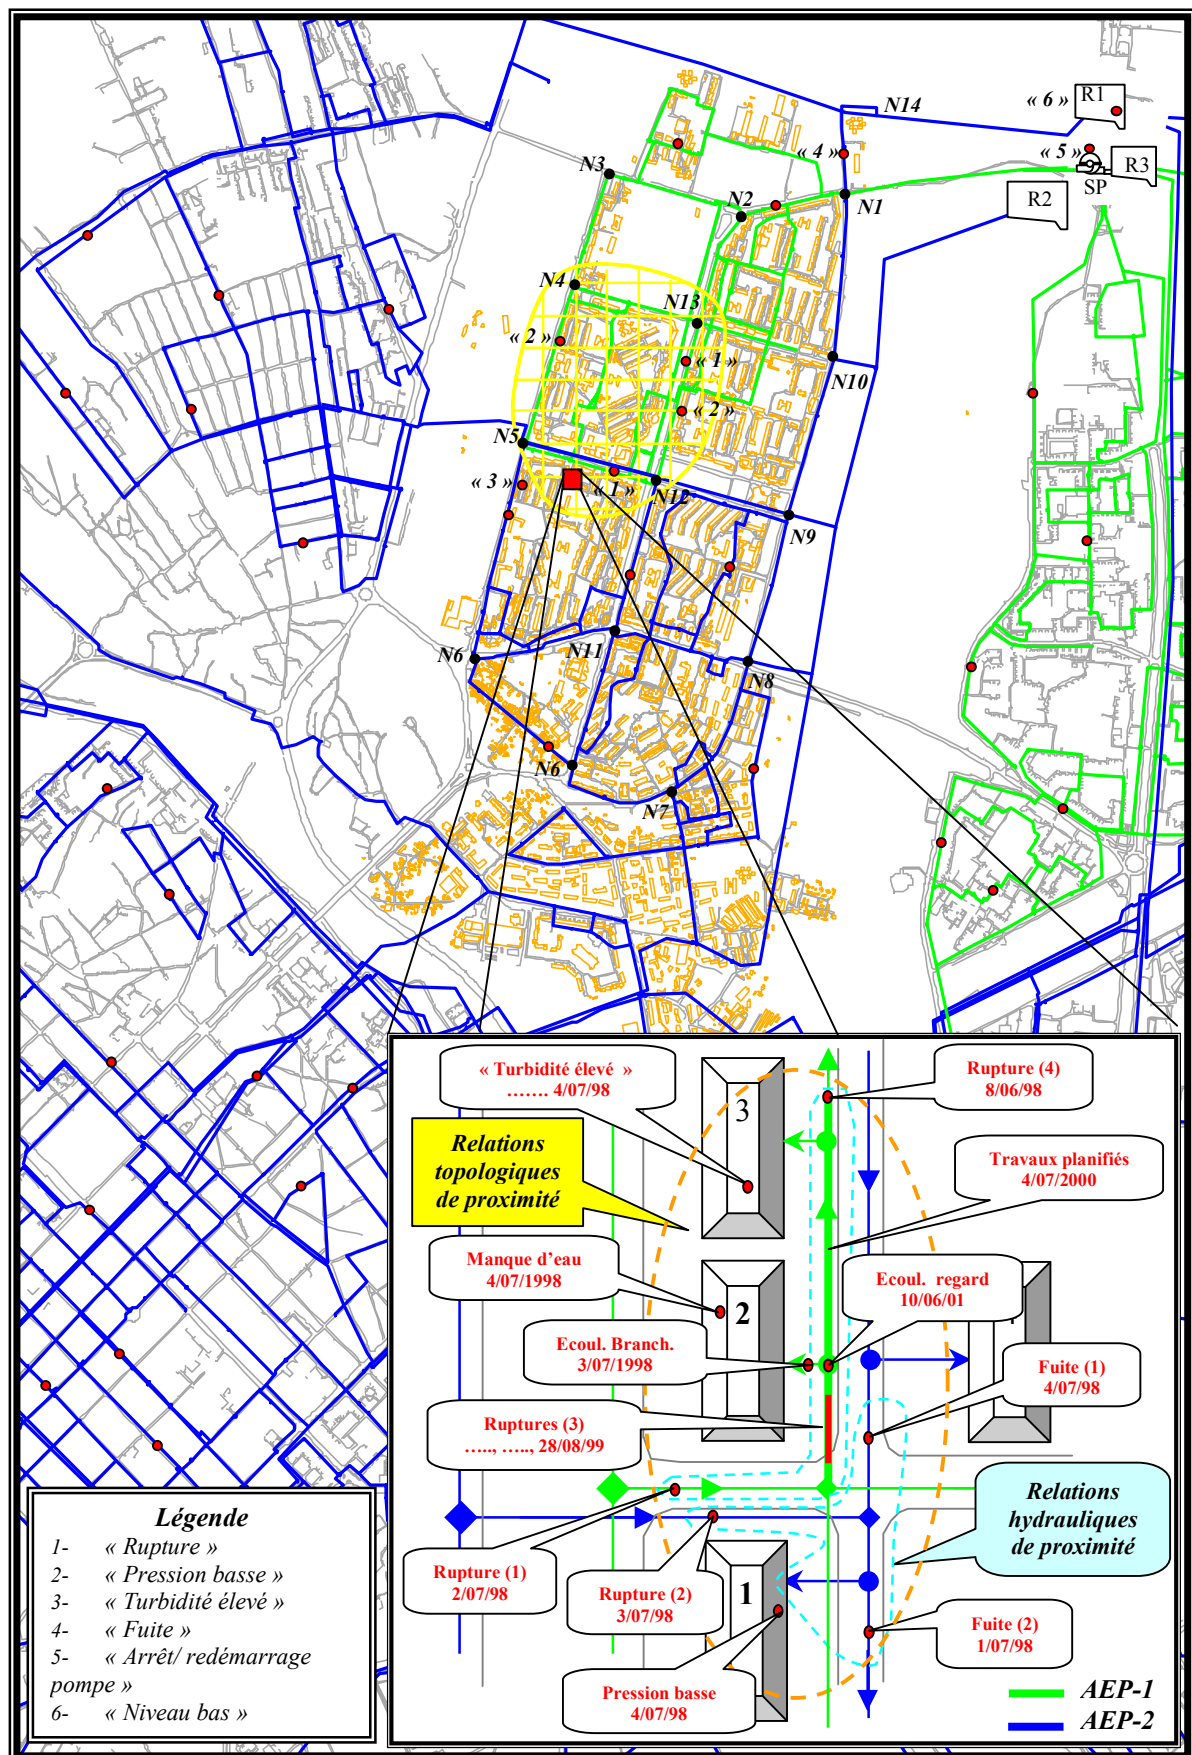 N14
« 6 »
R1
« 4 »
« 5 »
R3
SP
N3
N2
N1
R2
N4
N13
« 2 »
« 1 »
N10
« 2 »
N5
« 3 »
« 1 »
N12
N9
N6
N11
N8
N6
N7
« Turbidité élevé »
……. 4/07/98
Rupture (4)
8/06/98
3
Relations
topologiques
de proximité
Travaux planifiés
4/07/2000
Manque d’eau
4/07/1998
Ecoul. regard
10/06/01
2
Ecoul. Branch.
3/07/1998
Fuite (1)
4/07/98
Ruptures (3)
….., ….., 28/08/99
Relations
hydrauliques
de proximité
Rupture (1)
2/07/98
Rupture (2)
3/07/98
1
Fuite (2)
1/07/98
Pression basse
4/07/98
AEP-1
AEP-2
Légende
1- « Rupture »
2- « Pression basse »
3- « Turbidité élevé »
4- « Fuite »
5- « Arrêt/ redémarrage
pompe »
6- « Niveau bas »